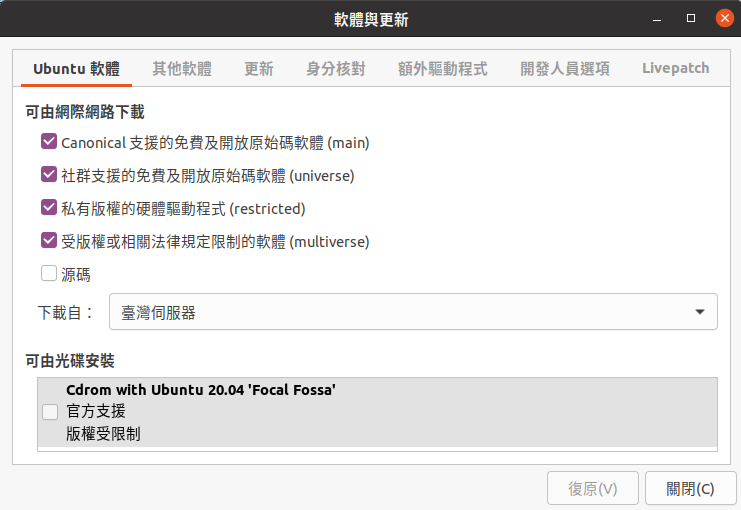 軟體與更新
Ubuntu 軟體 其他軟體 更新 身分核對 額外驅動程式 開發人員選項 Livepatch
可由網際網路下載
Canonical 支援的免費及開放原始碼軟體 (main)
社群支援的免費及開放原始碼軟體 (universe)
私有版權的硬體驅動程式 (restricted)
受版權或相關法律規定限制的軟體 (multiverse)
源碼
下載自： 臺灣伺服器
可由光碟安裝
Cdrom with Ubuntu 20.04 'Focal Fossa'
官方支援
版權受限制
復原(V) 關閉(C)